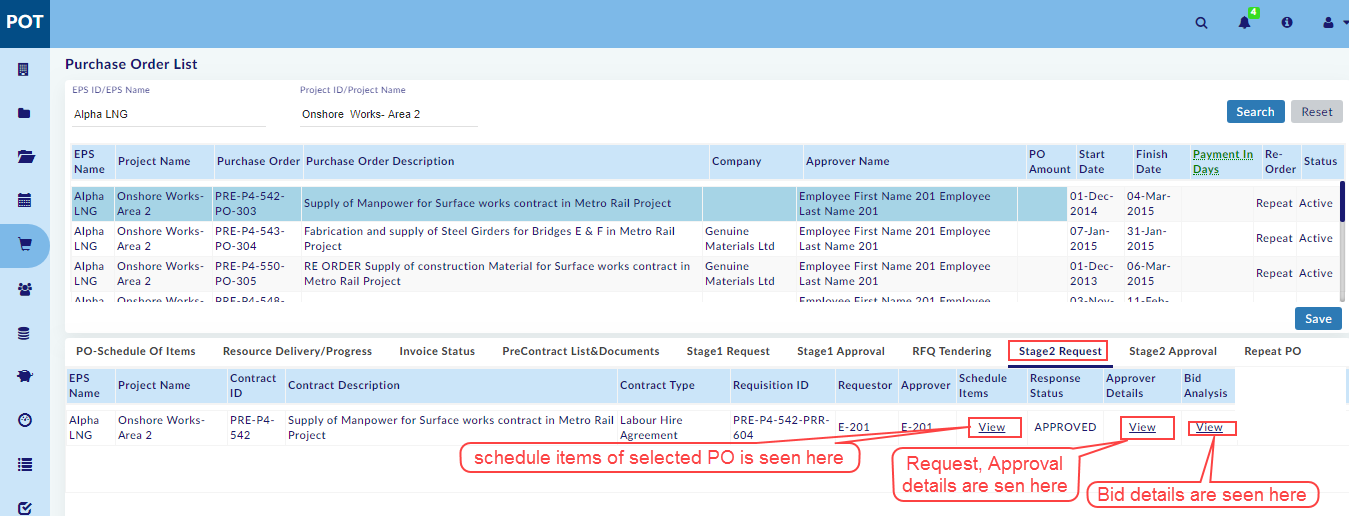 POT
4
Purchase Order List
EPS ID/EPS Name Project ID/Project Name
Alpha LNG Onshore Works- Area 2
Search Reset
EPS Name Project Name Purchase Order Purchase Order Description Company Approver Name PO Amount Start Date Finish Date Payment In Days Re-Order Status
Alpha LNG Onshore Works- Area 2 PRE-P4-542-PO-303 Supply of Manpower for Surface works contract in Metro Rail Project Employee First Name 201 Employee Last Name 201 01-Dec-2014 04-Mar-2015 Repeat Active
Alpha LNG Onshore Works- Area 2 PRE-P4-543-PO-304 Fabrication and supply of Steel Girders for Bridges E & F in Metro Rail Project Genuine Materials Ltd Employee First Name 201 Employee Last Name 201 07-Jan-2015 31-Jan-2015 Repeat Active
Alpha LNG Onshore Works- Area 2 PRE-P4-550-PO-305 RE ORDER Supply of construction Material for Surface works contract in Metro Rail Project Genuine Materials Ltd Employee First Name 201 Employee Last Name 201 01-Dec-2013 06-Mar-2015 Repeat Active
Alpha Onshore Works- PRE-P4-548- Employee First Name 201 Employee 03-Nov- 11-Feb-
Save
PO-Schedule Of Items Resource Delivery/Progress Invoice Status PreContract List&Documents Stage1 Request Stage1 Approval RFQ Tendering Stage2 Request Stage2 Approval Repeat PO
EPS Name Project Name Contract ID Contract Description Contract Type Requisition ID Requestor Approver Schedule Items Response Status Approver Details Bid Analysis
Alpha LNG Onshore Works- Area 2 PRE-P4-542 Supply of Manpower for Surface works contract in Metro Rail Project Labour Hire Agreement PRE-P4-542-PRR-604 E-201 E-201 View APPROVED View View
schedule items of selected PO is seen here
Request, Approval
details are sen here
Bid details are seen here